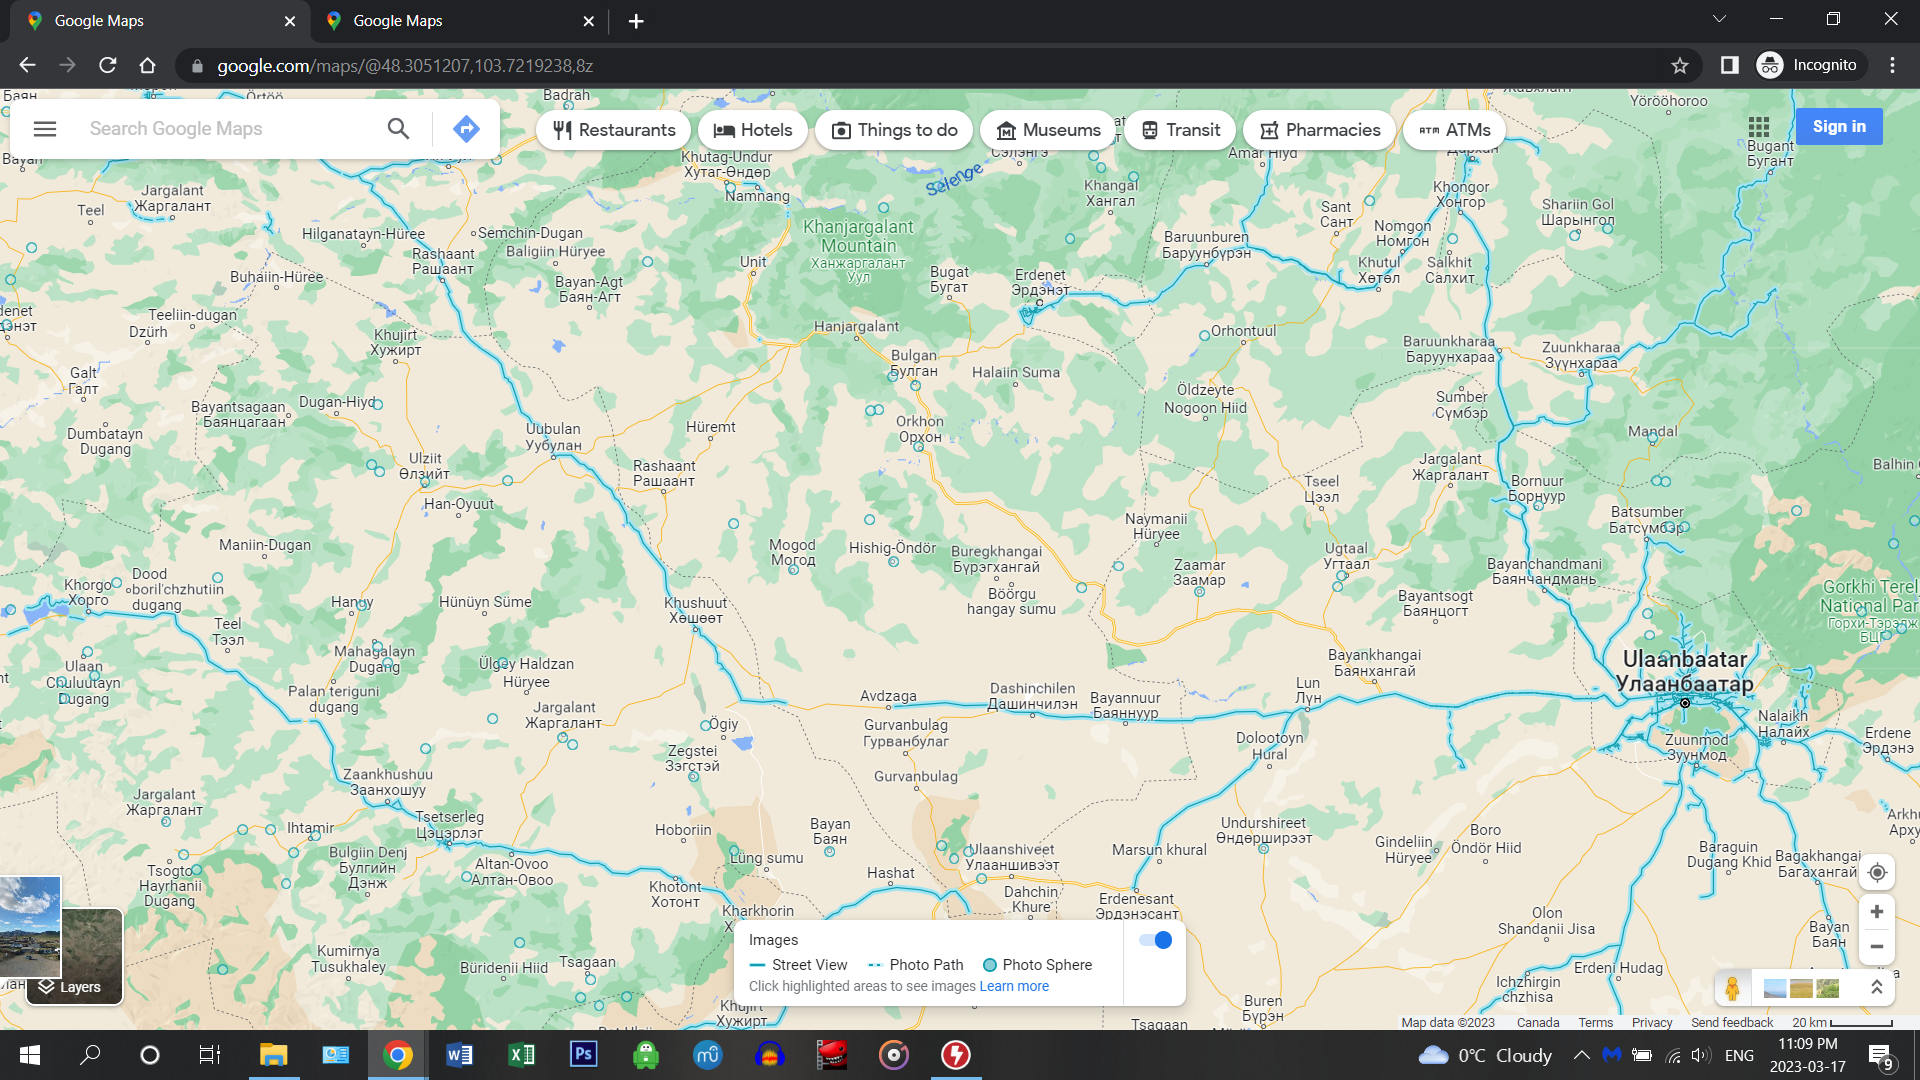 Google Maps
Google Maps
google.com/maps/@48.3051207,103.7219238,8z
Incognito
Search Google Maps
Restaurants
Hotels
Things to do
Museums
Transit
Pharmacies
ATMs
Sign in
Баян
Örtöö
Badrah
Yöröőhoroo
Bayan
Jargalant
Жаргалант
Teel
Khutag-Undur
Хутаг-Өндөр
Namnang
Selenge
Сэлэнгэ
Khangal
Хангал
Amar Hiyd
Дархан
Khongor
Хонгор
Bugant
Бугант
Shariin Gol
Шарынгол
Sant
Сант
Nomgon
Номгон
Hilganatayn-Hüree
Semchin-Dugan
Baligiin Hüryee
Rashaant
Рашаант
Khanjargalant
Mountain
Ханжаргалант
Уул
Baruunburen
Баруунбүрэн
Khutul
Хөтөл
Salkhit
Салхит
Buhaiin-Hüree
Bayan-Agt
Баян-Агт
Unit
Bugat
Бугат
Erdenet
Эрдэнэт
Teeliin-dugan
Dzürh
Khujirt
Хужирт
Hanjargalant
Orhontuul
Baruunkharaa
Баруунхараа
Zuunkharaa
Зүүнхараа
Galt
Галт
Bulgan
Булган
Halaiin Suma
Öldzeyte
Nogoon Hiid
Sumber
Сүмбэр
Bayantsagaan
Баянцагаан
Dugan-Hiyd
Dumbatayn
Dugang
Uubulan
Уубулан
Hüremt
Orkhon
Орхон
Mandal
Ulziit
Өлзийт
Rashaant
Рашаант
Jargalant
Жаргалант
Balhin
Han-Oyuut
Tseel
Цээл
Bornuur
Борнуур
Batsumber
Батсүмбэр
Maniin-Dugan
Mogod
Могод
Hishig-Öndör
Buregkhangai
Бүрэгхангай
Naymanii
Hüryee
Ugtaal
Угтаал
Bayanchandmani
Баянчандмань
Khorgo
Хорго
Dood
boril'chzhutiin
dugang
Böörgu
hangay sumu
Zaamar
Заамар
Bayantsogt
Баянцогт
Gorkhi Terel
National Par
Горхи-Тэрэлж
БЦГ
Hanuy
Hünüyn Süme
Khushuut
Хөшөөт
Teel
Тээл
Mahagalayn
Dugang
Ulaan
Chuluutayn
Dugang
Ülgey Haldzan
Hüryee
Bayankhangai
Баянхангай
Ulaanbaatar
Улаанбаатар
Palan teriguni
dugang
Jargalant
Жаргалант
Avdzaga
Dashinchilen
Дашинчилэн
Bayannuur
Баяннуур
Lun
Лүн
Ögiy
Gurvanbulag
Гурванбулаг
Dolootoyn
Hural
Zuunmod
Зуунмод
Nalaikh
Налайх
Erdene
Эрдэнэ
Zegstei
Зэгстэй
Gurvanbulag
Zaankhushuu
Заанхошуу
Jargalant
Жаргалант
Tsetserleg
Цэцэрлэг
Ihtamir
Hoboriin
Bayan
Баян
Undurshireet
Өндөрширээт
Gindeliin
Hüryee
Boro
Öndör Hiid
Arkhu
Арху
Bulgiin Denj
Булгийн
Дэнж
Altan-Ovoo
Алтан-Овоо
Lüng sumu
Ulaanshiveet
Улааншивээт
Marsun khural
Baraguin
Dugang Khid
Bagakhangai
Багахангай
Tsogto
Hayrhanii
Dugang
Khotont
Хотонт
Hashat
Dahchin
Khure
Erdenesant
Эрдэнэсант
Kharkhorin
Olon
Shandanii Jisa
Bayan
Баян
Kumirnya
Tusukhaley
Büridenii Hiid
Tsagaan
Erdeni Hudag
Ichzhirgin
chzhisa
Khujirt
Хужирт
Tsagaan
Buren
Бүрэн
Layers
Images
Street View
Photo Path
Photo Sphere
Click highlighted areas to see images Learn more
Map data ©2023
Canada
Terms
Privacy
Send feedback
20 km
0°C Cloudy
ENG
11:09 PM
2023-03-17
9